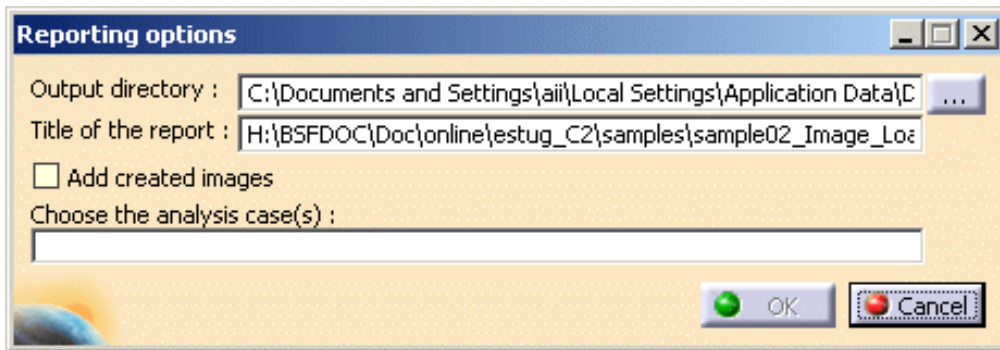 Reporting options
Output directory : C:\Documents and Settings\aii\Local Settings\Application Data\D ...
Title of the report : H:\BSFDOC\Doc\online\estug_C2\samples\sample02_Image_Loa
Add created images
Choose the analysis case(s) :
OK Cancel